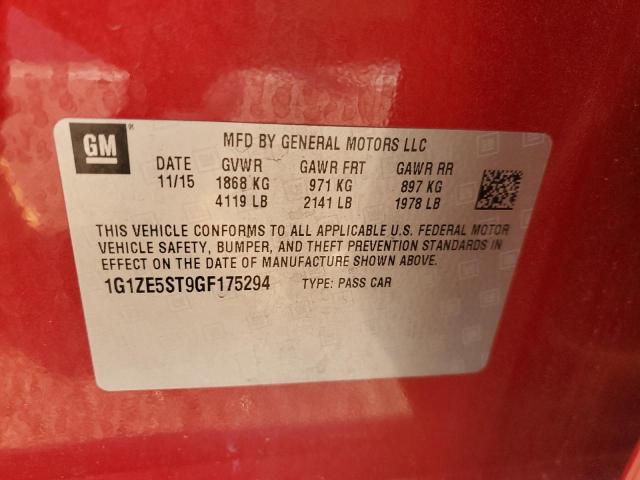 GM
MFD BY GENERAL MOTORS LLC
DATE GVWR GAWR FRT GAWR RR
11/15 1868 KG 971 KG 897 KG
4119 LB 2141 LB 1978 LB
THIS VEHICLE CONFORMS TO ALL APPLICABLE U.S. FEDERAL MOTOR
VEHICLE SAFETY, BUMPER, AND THEFT PREVENTION STANDARDS IN
EFFECT ON THE DATE OF MANUFACTURE SHOWN ABOVE.
1G1ZE5ST9GF175294 TYPE: PASS CAR